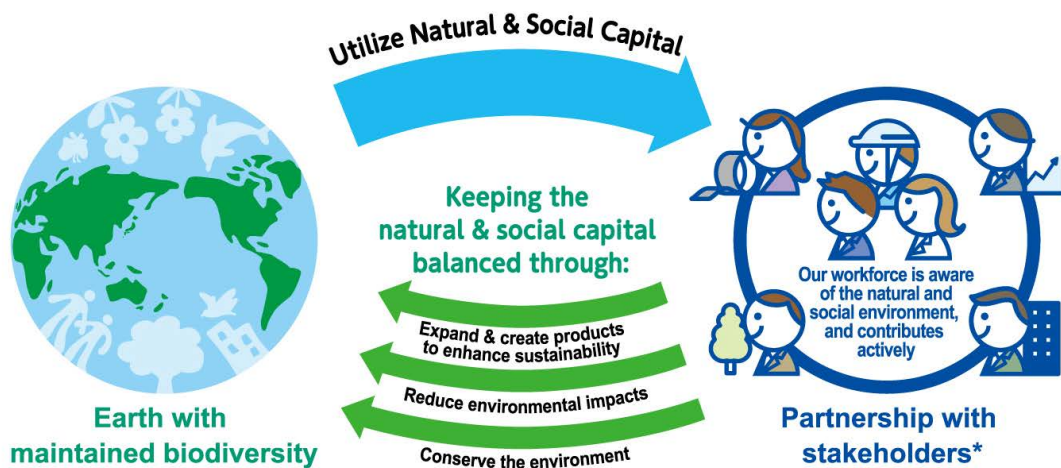 Utilize Natural & Social Capital
Keeping the
natural & social capital
balanced through:
Expand & create products
to enhance sustainability
Reduce environmental impacts
Conserve the environment
Earth with
maintained biodiversity
Our workforce is aware
of the natural and
social environment,
and contributes
actively
Partnership with
stakeholders*